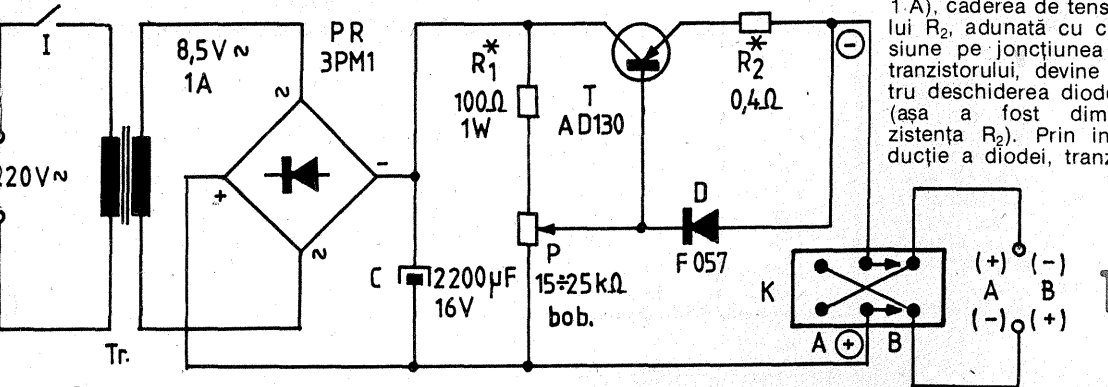 I
220V~
Tr.
8,5V~
1A
PR
3PM1
~
+
-
~
C
2200µF
16V
R1*
100Ω
1W
P
15÷25kΩ
bob.
T
AD130
R2*
0,4Ω
D
F057
(-)
K
A (+) B
(+) (-)
A B
(-) (+)
1 A), caderea de tens
lui R₂, adunată cu c
siune pe joncțiunea
tranzistorului, devine
tru deschiderea diode
(așa a fost dim
zistența R₂). Prin in
ducție a diodei, tranz